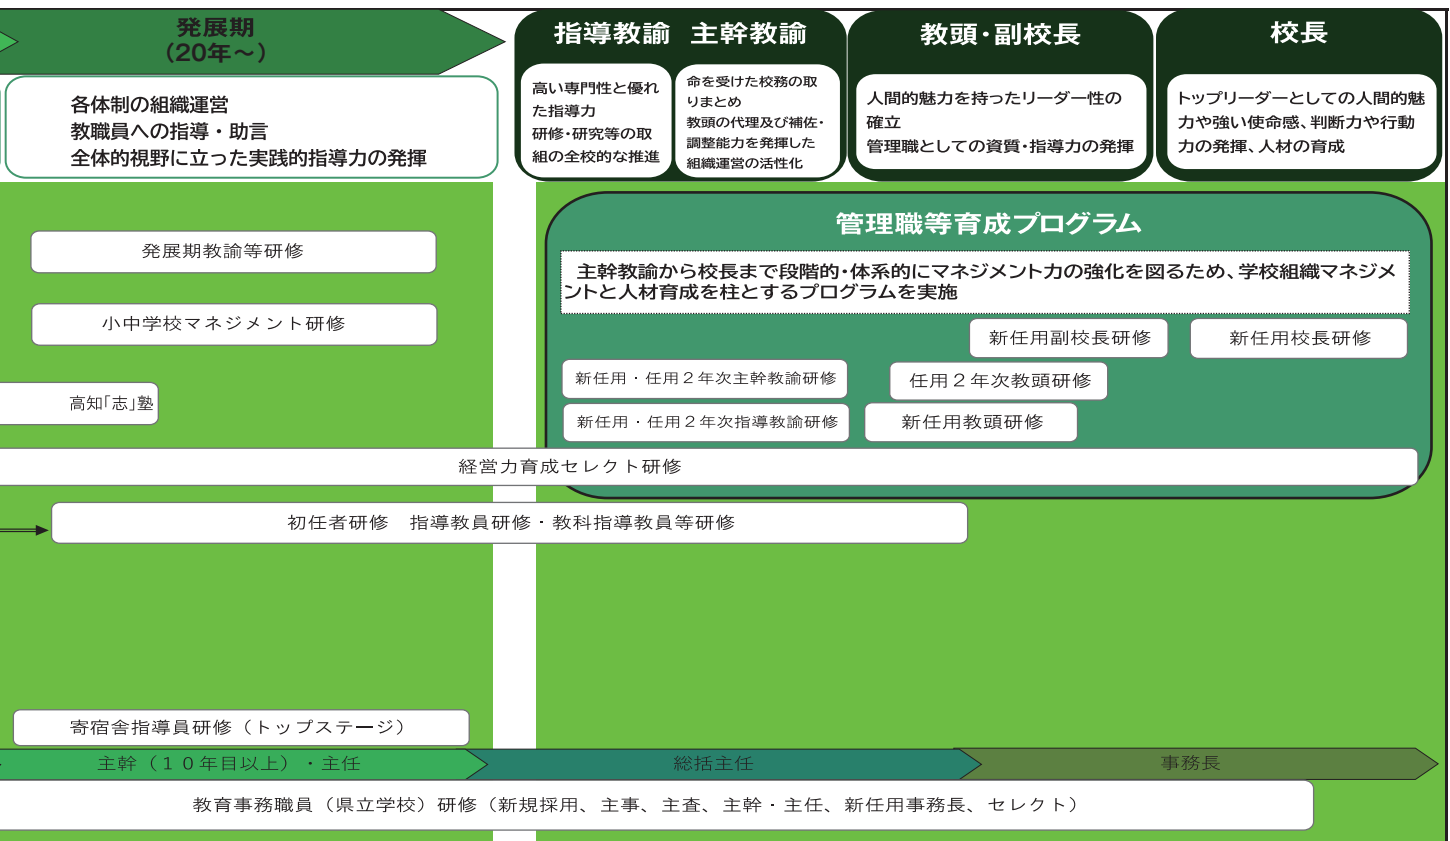 発展期
(20年～)
各体制の組織運営
教職員への指導・助言
全体的視野に立った実践的指導力の発揮
指導教諭
高い専門性と優れ
た指導力
研修・研究等の取
組の全校的な推進
主幹教諭
命を受けた校務の取
りまとめ
教頭の代理及び補佐・
調整能力を発揮した
組織運営の活性化
教頭・副校長
人間的魅力を持ったリーダー性の
確立
管理職としての資質・指導力の発揮
校長
トップリーダーとしての人間的魅
力や強い使命感、判断力や行動
力の発揮、人材の育成
発展期教諭等研修
小中学校マネジメント研修
高知「志」塾
管理職等育成プログラム
主幹教諭から校長まで段階的・体系的にマネジメント力の強化を図るため、学校組織マネジメ
ントと人材育成を柱とするプログラムを実施
新任用副校長研修
新任用校長研修
新任用・任用２年次主幹教諭研修
任用２年次教頭研修
新任用・任用２年次指導教諭研修
新任用教頭研修
経営力育成セレクト研修
初任者研修　指導教員研修・教科指導教員等研修
寄宿舎指導員研修（トップステージ）
主幹（１０年目以上）・主任
総括主任
事務長
教育事務職員（県立学校）研修（新規採用、主事、主査、主幹・主任、新任用事務長、セレクト）